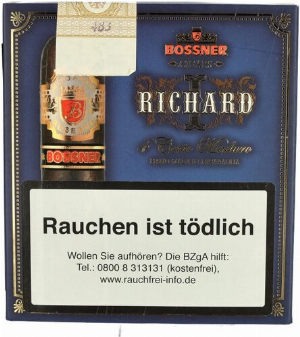 483
BOSSNER
I
RICHARD
B
BOSSNER
Rauchen ist tödlich
Wollen Sie aufhören? Die BZgA hilft:
Tel.: 0800 8 313131 (kostenfrei),
www.rauchfrei-info.de